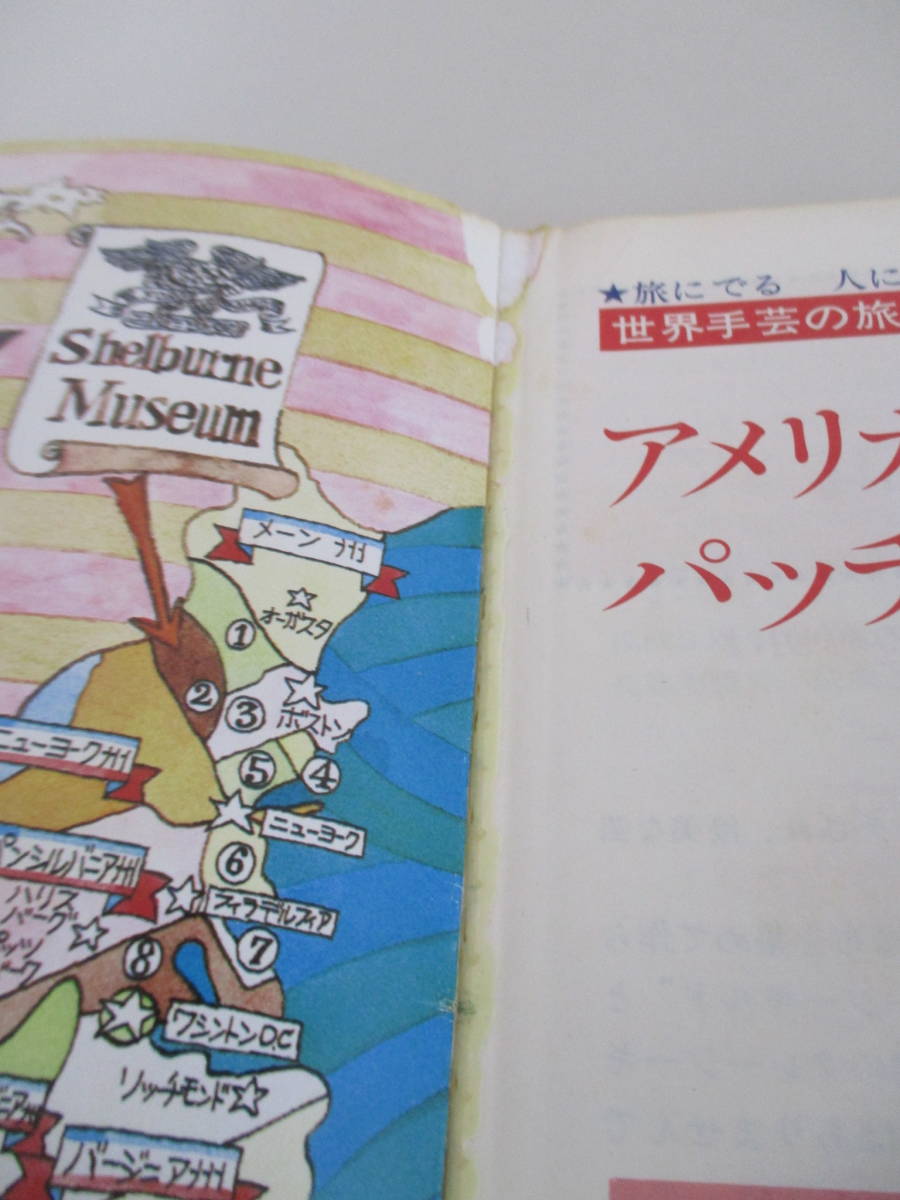 Shelburne
Museum
メーン州
オーガスタ
①
②
③
ボストン
④
⑤
ニューヨーク州
ニューヨーク
⑥
ペンシルバニア州
ハリス
バーグ
フィラデルフィア
⑦
⑧
ワシントンD.C
リッチモンド
バージニア州
★旅にでる 人に
世界手芸の旅
アメリカ
パッチ